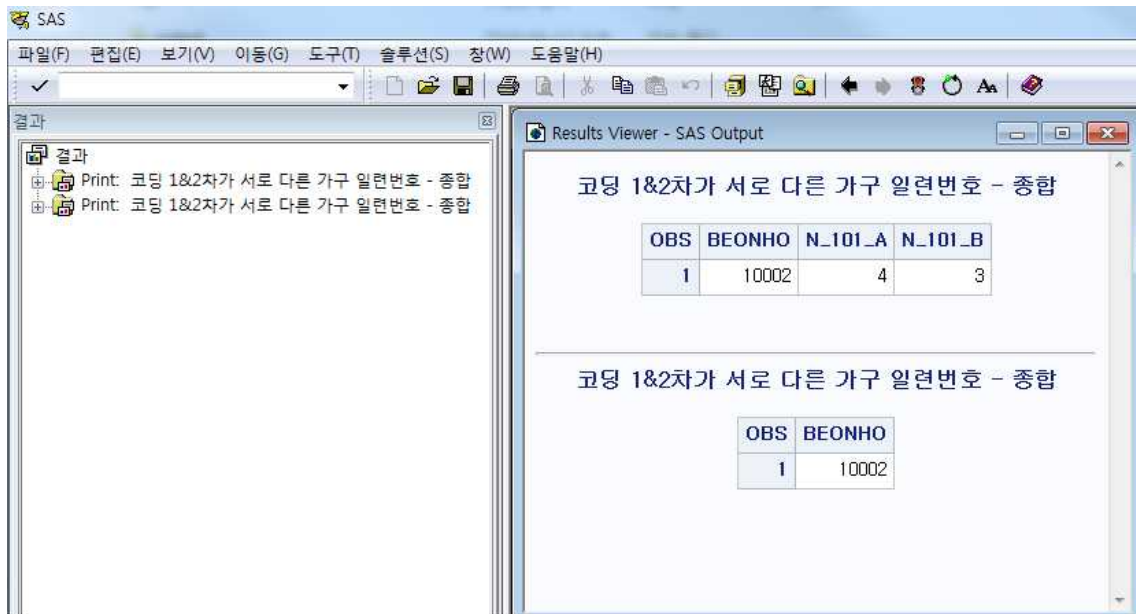 SAS
파일(F) 편집(E) 보기(V) 이동(G) 도구(T) 솔루션(S) 창(W) 도움말(H)
결과
결과
Print: 코딩 1&2차가 서로 다른 가구 일련번호 - 종합
Print: 코딩 1&2차가 서로 다른 가구 일련번호 - 종합
Results Viewer - SAS Output
코딩 1&2차가 서로 다른 가구 일련번호 - 종합
OBS BEONHO N_101_A N_101_B
1 10002 4 3
코딩 1&2차가 서로 다른 가구 일련번호 - 종합
OBS BEONHO
1 10002